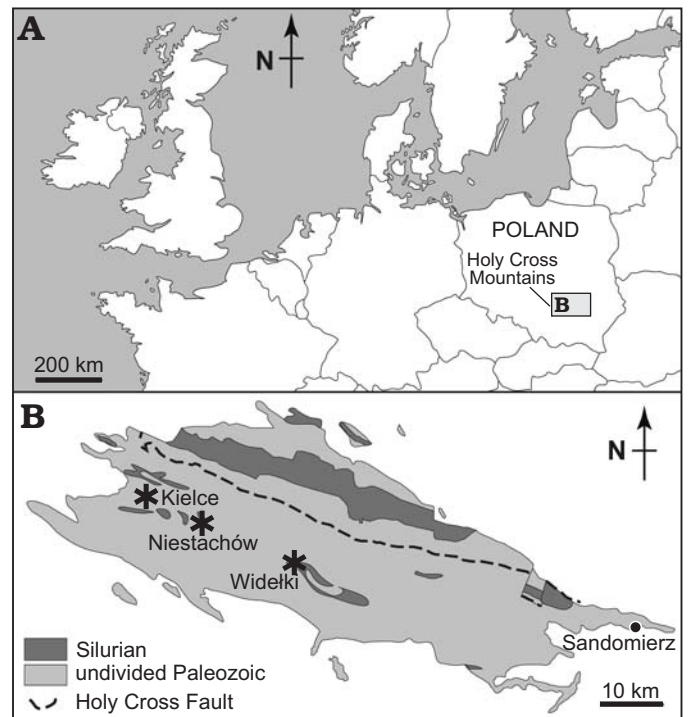 A
N
POLAND
Holy Cross
Mountains
B
200 km
B
N
Kielce
Niestachów
Widełki
Sandomierz
Silurian
undivided Paleozoic
Holy Cross Fault
10 km